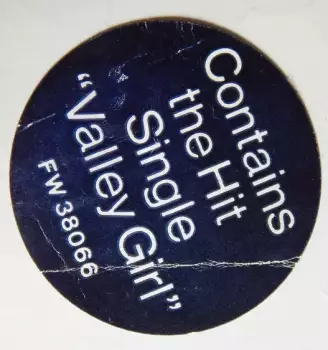 Contains
the Hit
Single
“Valley Girl”
FW 38066